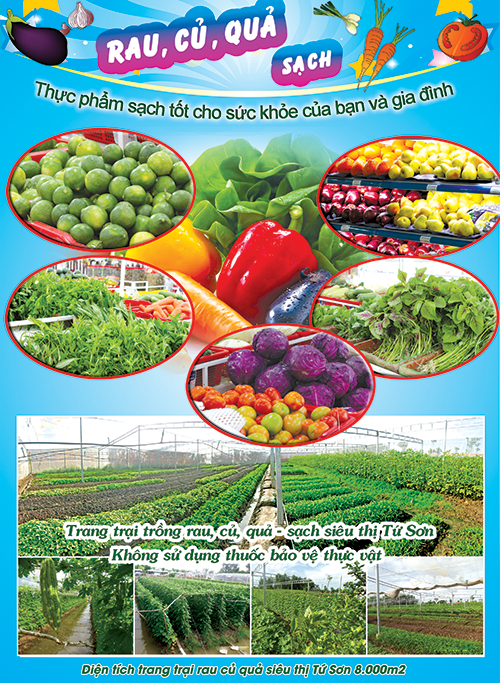 RAU, CỦ, QUẢ
SẠCH
Thực phẩm sạch tốt cho sức khỏe của bạn và gia đình
Trang trại trồng rau, củ, quả - sạch siêu thị Tứ Sơn
Không sử dụng thuốc bảo vệ thực vật
Diện tích trang trại rau củ quả siêu thị Tứ Sơn 8.000m2